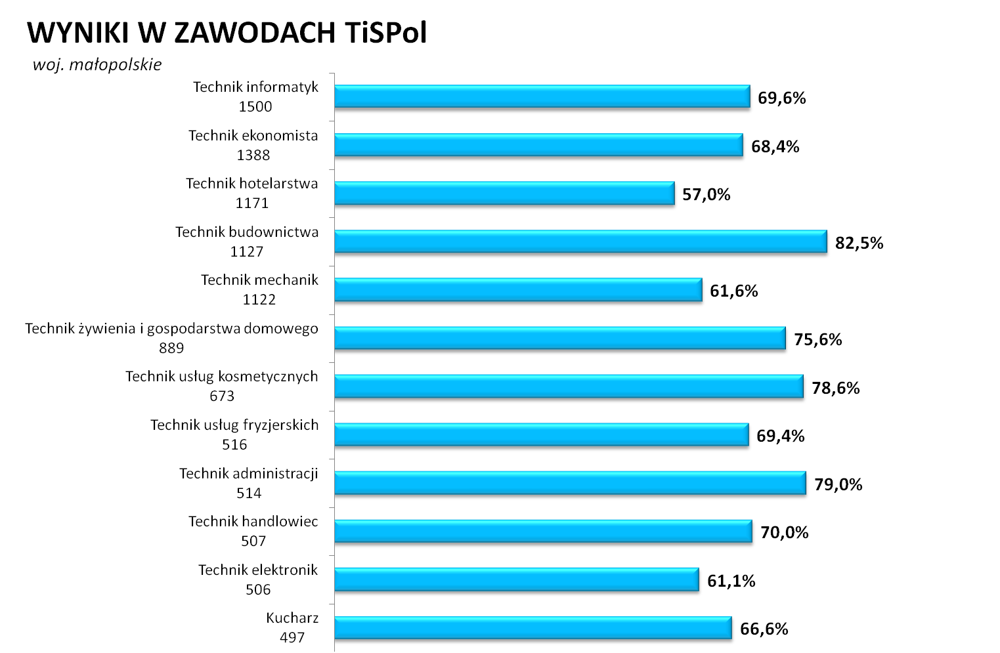 WYNIKI W ZAWODACH TiSPol
woj. małopolskie
Technik informatyk
1500
69,6%
Technik ekonomista
1388
68,4%
Technik hotelarstwa
1171
57,0%
Technik budownictwa
1127
82,5%
Technik mechanik
1122
61,6%
Technik żywienia i gospodarstwa domowego
889
75,6%
Technik usług kosmetycznych
673
78,6%
Technik usług fryzjerskich
516
69,4%
Technik administracji
514
79,0%
Technik handlowiec
507
70,0%
Technik elektronik
506
61,1%
Kucharz
497
66,6%